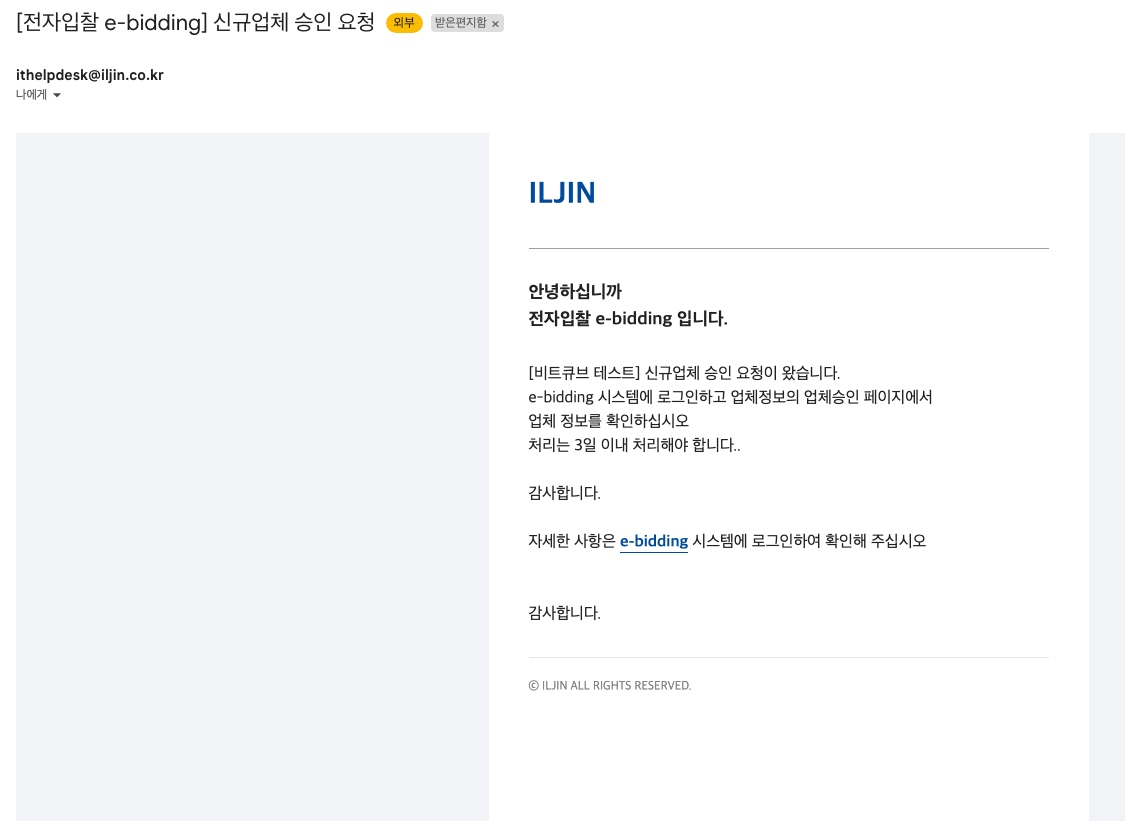 [전자입찰 e-bidding] 신규업체 승인 요청 외부 받은편지함 ×
ithelpdesk@iljin.co.kr
나에게
ILJIN
안녕하십니까
전자입찰 e-bidding 입니다.
[비트큐브 테스트] 신규업체 승인 요청이 왔습니다.
e-bidding 시스템에 로그인하고 업체정보의 업체승인 페이지에서
업체 정보를 확인하십시오
처리는 3일 이내 처리해야 합니다..
감사합니다.
자세한 사항은 e-bidding 시스템에 로그인하여 확인해 주십시오
감사합니다.
© ILJIN ALL RIGHTS RESERVED.